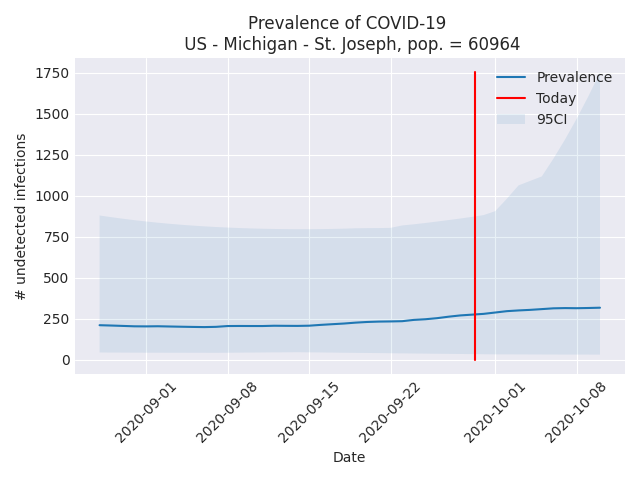 Prevalence of COVID-19
US - Michigan - St. Joseph, pop. = 60964
1750
1500
1250
1000
750
500
250
0
# undetected infections
Prevalence
Today
95CI
2020-09-01
2020-09-08
2020-09-15
2020-09-22
2020-10-01
2020-10-08
Date